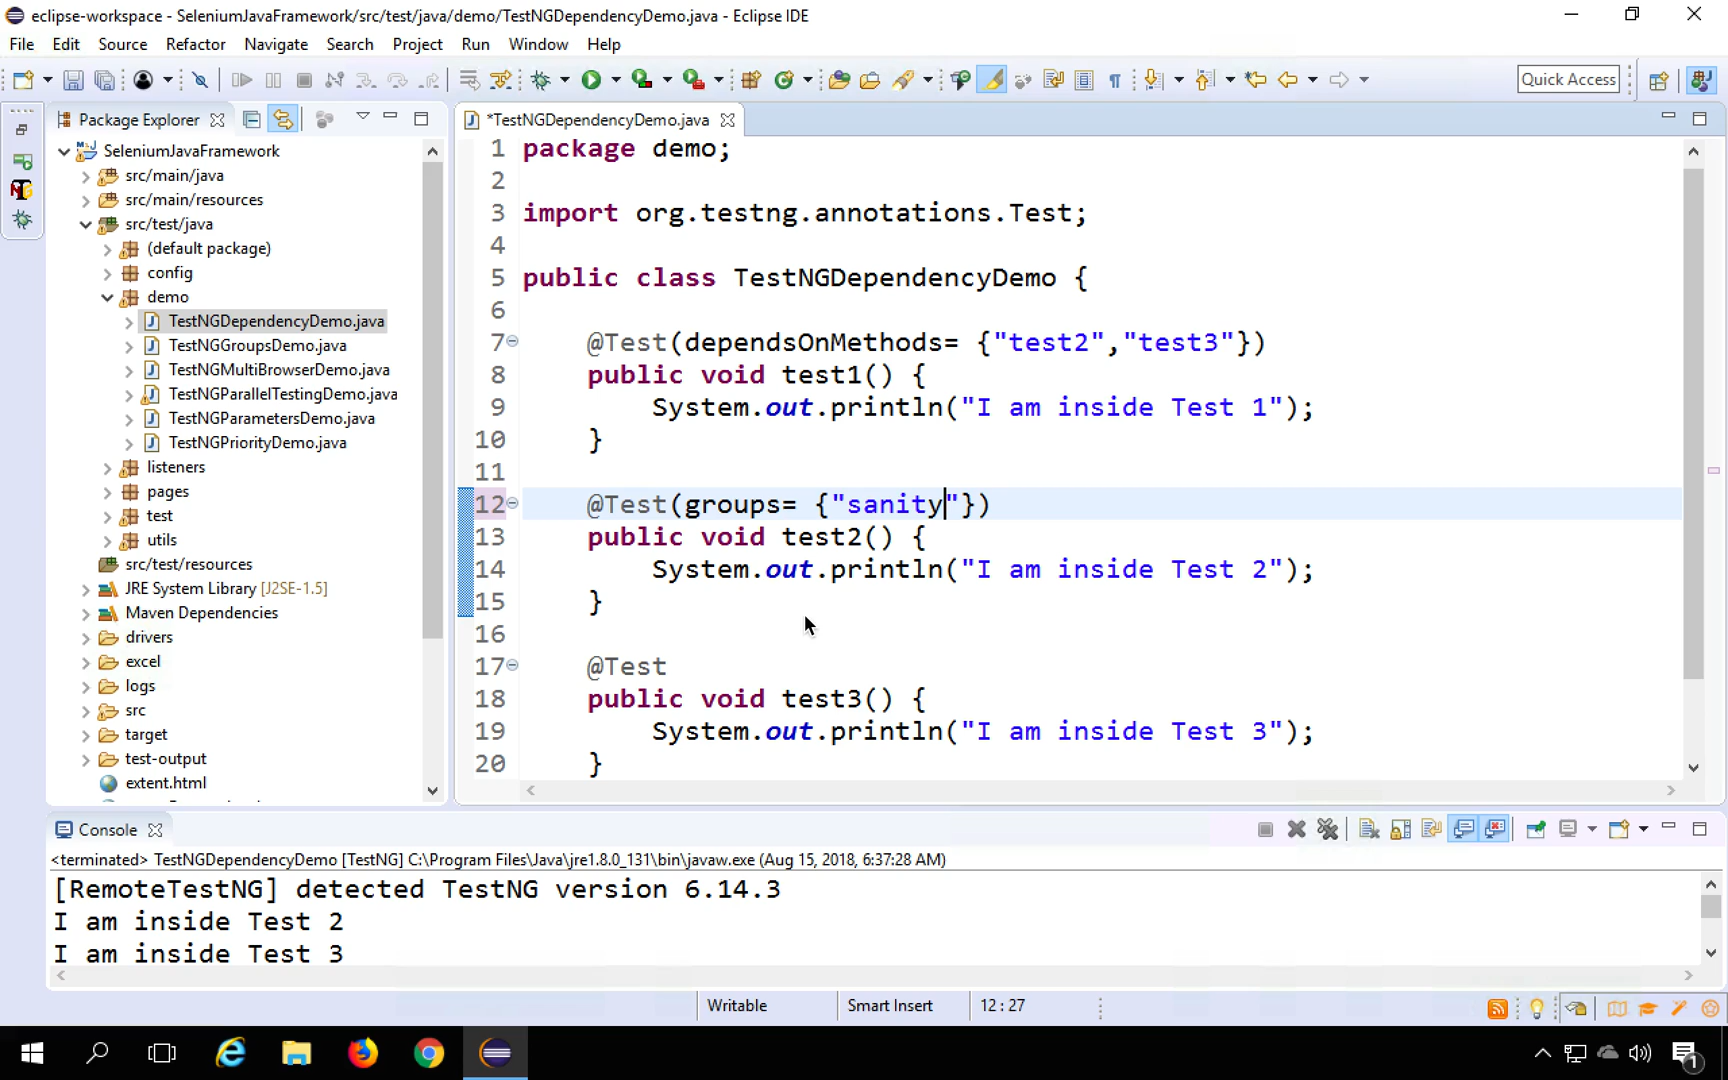 eclipse-workspace - SeleniumJavaFramework/src/test/java/demo/TestNGDependencyDemo.java - Eclipse IDE
File Edit Source Refactor Navigate Search Project Run Window Help
Quick Access
Package Explorer
SeleniumJavaFramework
src/main/java
src/main/resources
src/test/java
(default package)
config
demo
TestNGDependencyDemo.java
TestNGGroupsDemo.java
TestNGMultiBrowserDemo.java
TestNGParallelTestingDemo.java
TestNGParametersDemo.java
TestNGPriorityDemo.java
listeners
pages
test
utils
src/test/resources
JRE System Library [J2SE-1.5]
Maven Dependencies
drivers
excel
logs
src
target
test-output
extent.html
*TestNGDependencyDemo.java
1 package demo;
2
3 import org.testng.annotations.Test;
4
5 public class TestNGDependencyDemo {
6
7 @Test(dependsOnMethods= {"test2","test3"})
8 public void test1() {
9 System.out.println("I am inside Test 1");
10 }
11
12 @Test(groups= {"sanity"})
13 public void test2() {
14 System.out.println("I am inside Test 2");
15 }
16
17 @Test
18 public void test3() {
19 System.out.println("I am inside Test 3");
20 }
Console
<terminated> TestNGDependencyDemo [TestNG] C:\Program Files\Java\jre1.8.0_131\bin\javaw.exe (Aug 15, 2018, 6:37:28 AM)
[RemoteTestNG] detected TestNG version 6.14.3
I am inside Test 2
I am inside Test 3
Writable Smart Insert 12 : 27
1